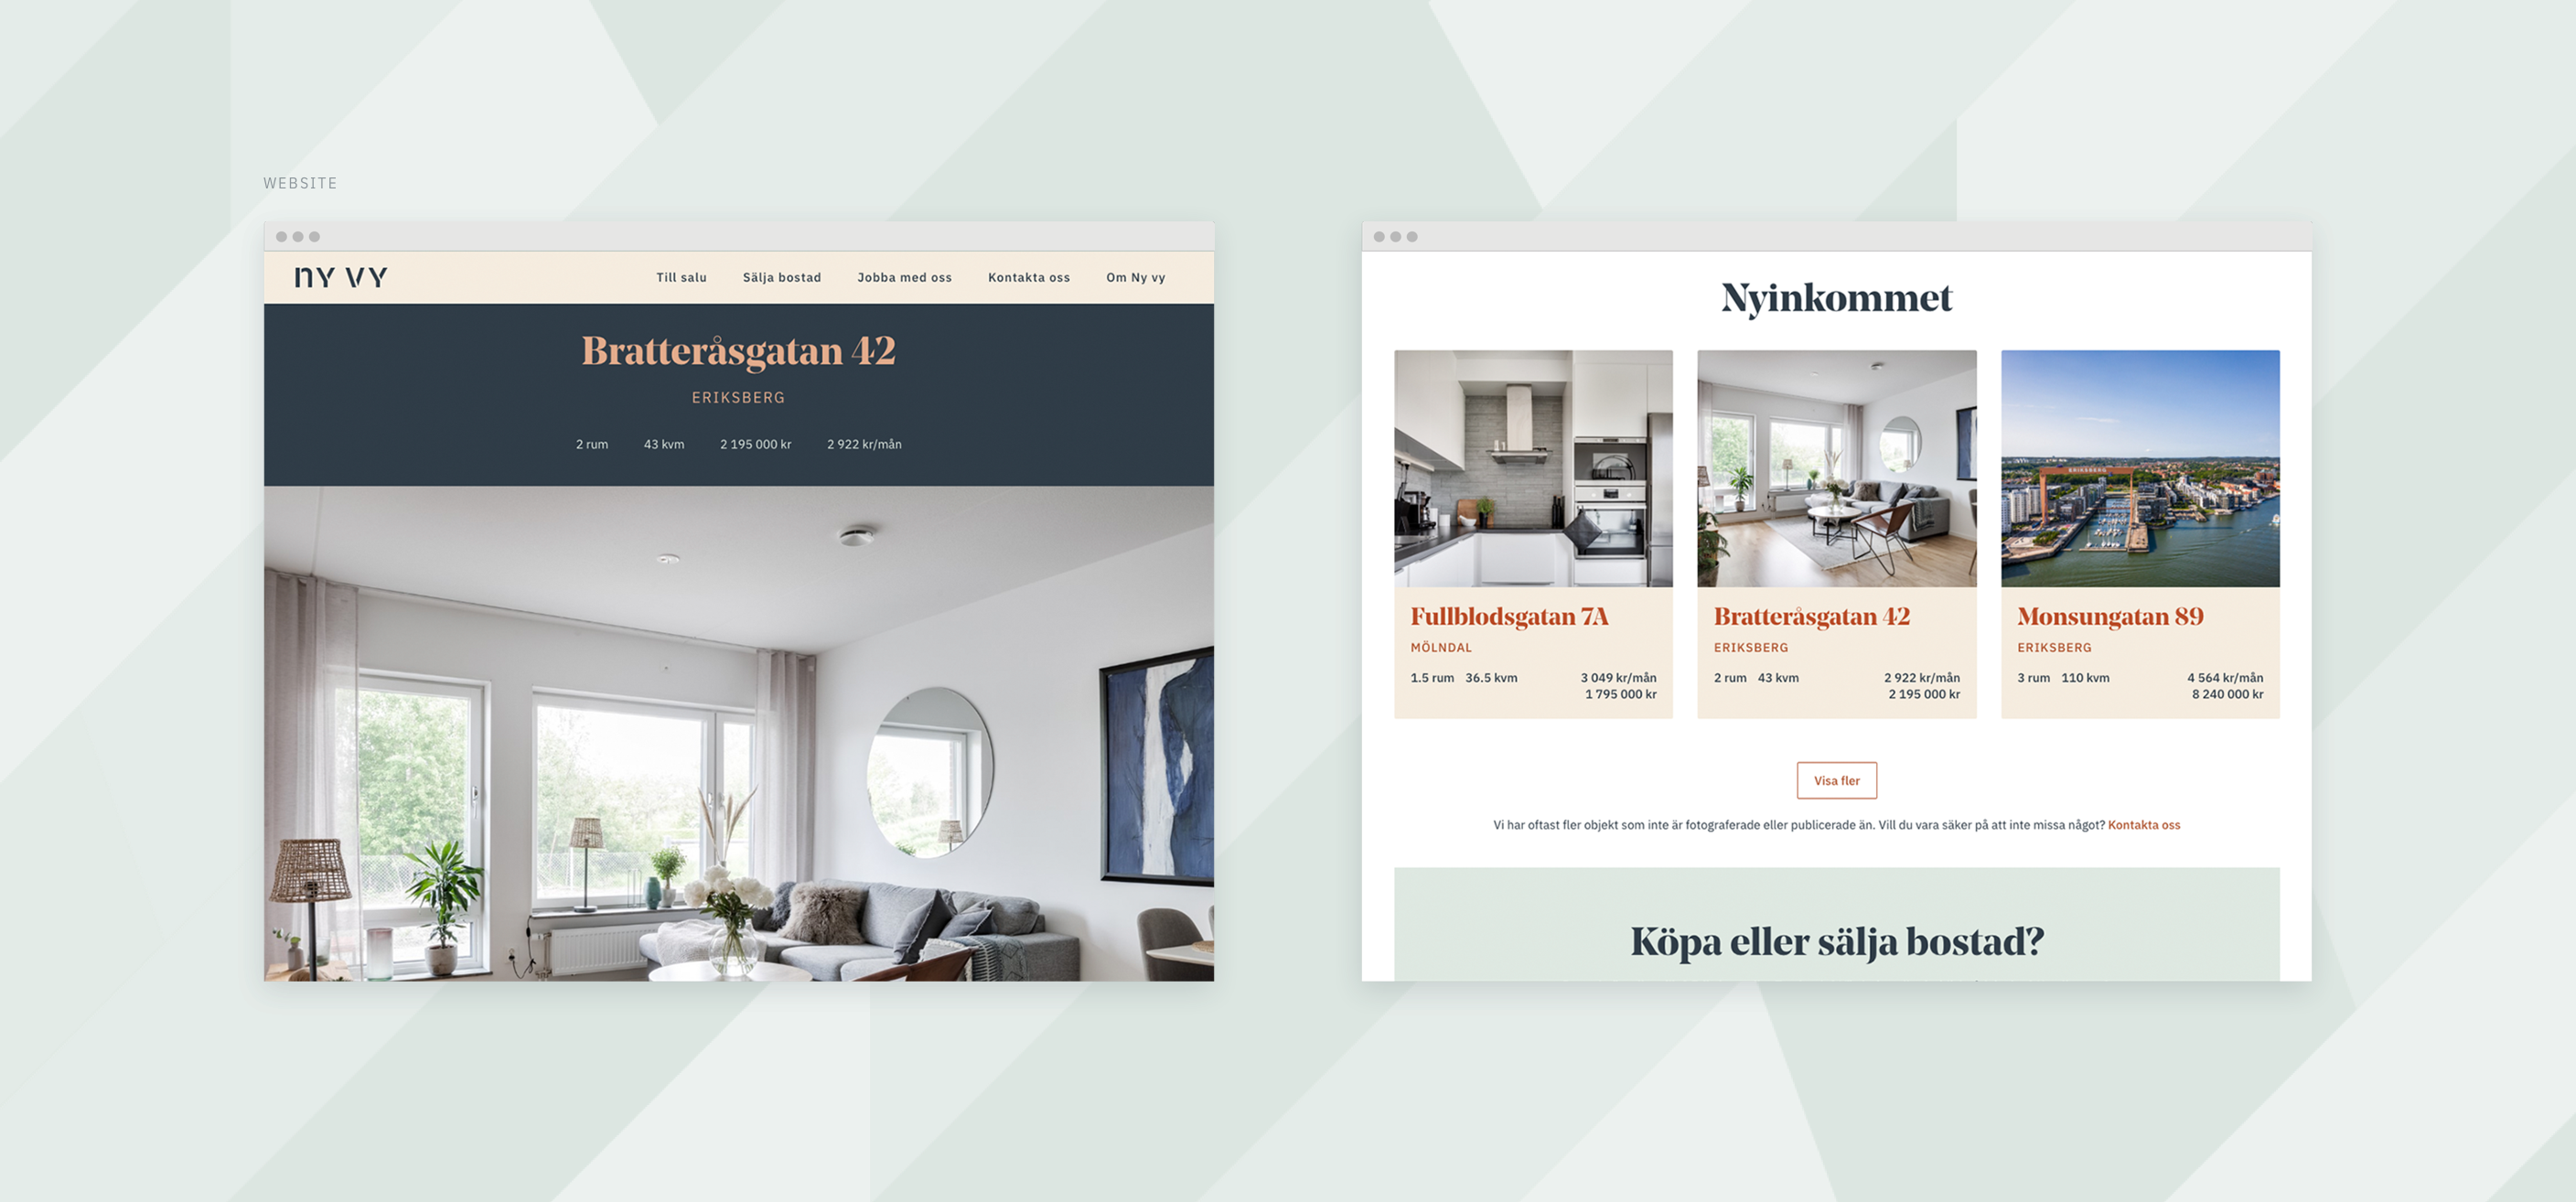 WEBSITE
NY VY
Till salu Sälja bostad Jobba med oss Kontakta oss Om Ny vy
Bratteråsgatan 42
ERIKSBERG
2 rum 43 kvm 2 195 000 kr 2 922 kr/mån
Nyinkommet
Fullblodsgatan 7A
MÖLNDAL
1.5 rum 36.5 kvm 3 049 kr/mån
1 795 000 kr
ERIKSBERG
Bratteråsgatan 42
ERIKSBERG
2 rum 43 kvm 2 922 kr/mån
2 195 000 kr
Monsungatan 89
ERIKSBERG
3 rum 110 kvm 4 564 kr/mån
8 240 000 kr
Visa fler
Vi har oftast fler objekt som inte är fotograferade eller publicerade än. Vill du vara säker på att inte missa något? Kontakta oss
Köpa eller sälja bostad?